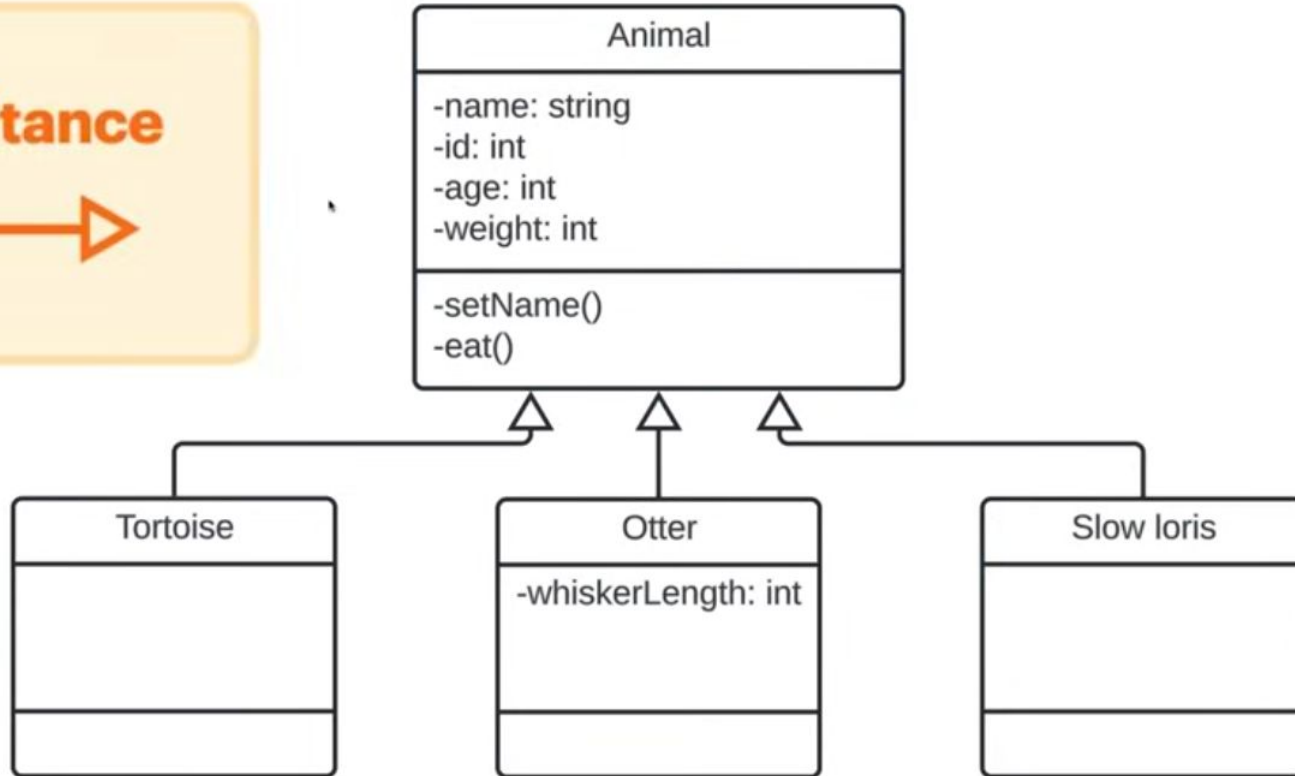 tance
Animal
-name: string
-id: int
-age: int
-weight: int
-setName()
-eat()
Tortoise
Otter
Slow loris
-whiskerLength: int